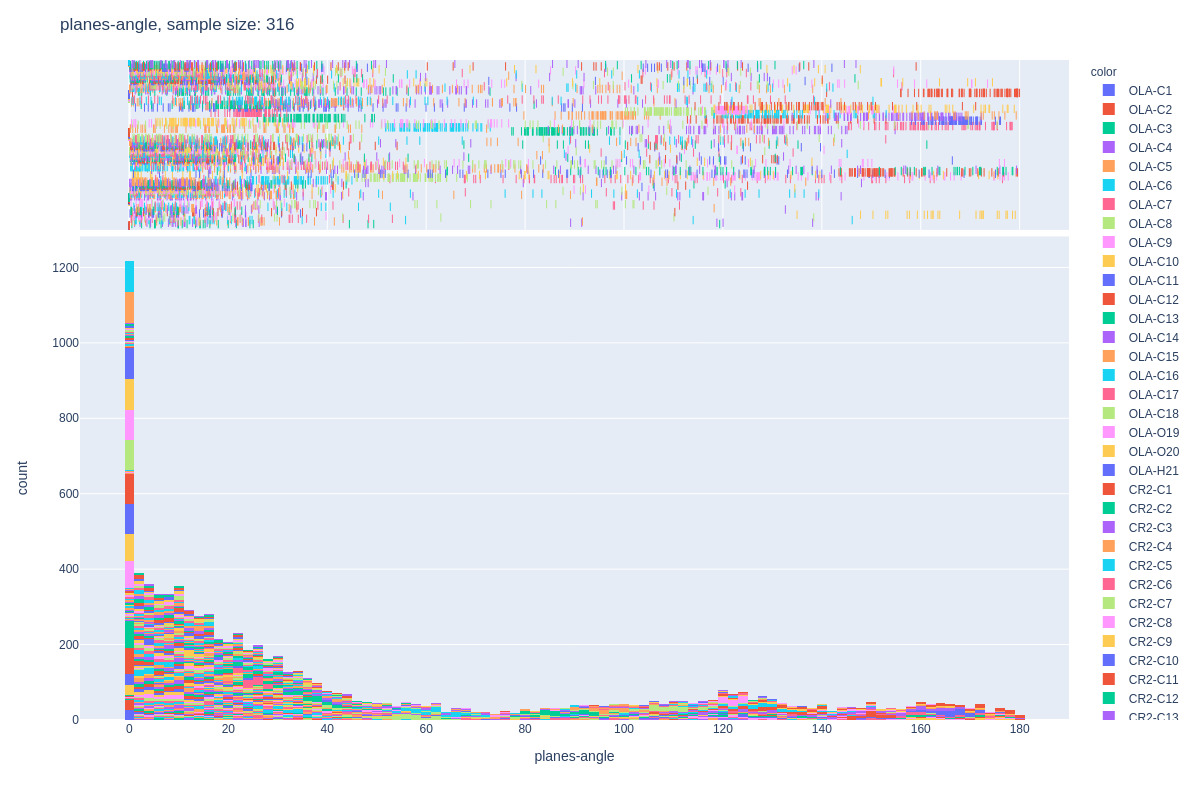 planes-angle, sample size: 316
color
OLA-C1
OLA-C2
OLA-C3
OLA-C4
OLA-C5
OLA-C6
OLA-C7
OLA-C8
OLA-C9
OLA-C10
OLA-C11
OLA-C12
OLA-C13
OLA-C14
OLA-C15
OLA-C16
OLA-C17
OLA-C18
OLA-O19
OLA-O20
OLA-H21
CR2-C1
CR2-C2
CR2-C3
CR2-C4
CR2-C5
CR2-C6
CR2-C7
CR2-C8
CR2-C9
CR2-C10
CR2-C11
CR2-C12
CR2-C13
1200
1000
800
600
400
200
0
count
0 20 40 60 80 100 120 140 160 180
planes-angle